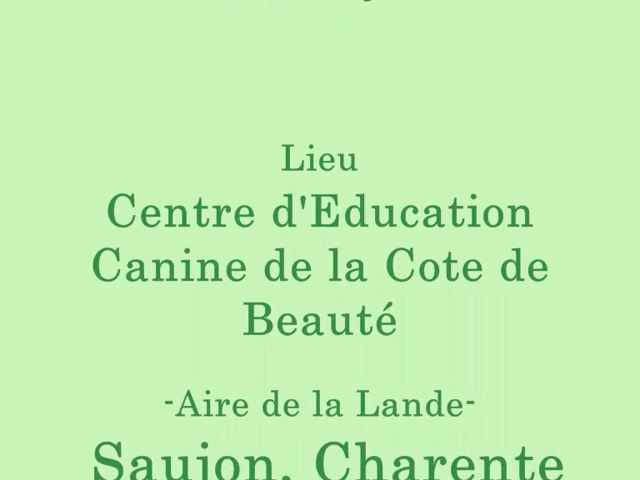 Lieu
Centre d'Education
Canine de la Cote de
Beauté
-Aire de la Lande-
Saujon, Charente